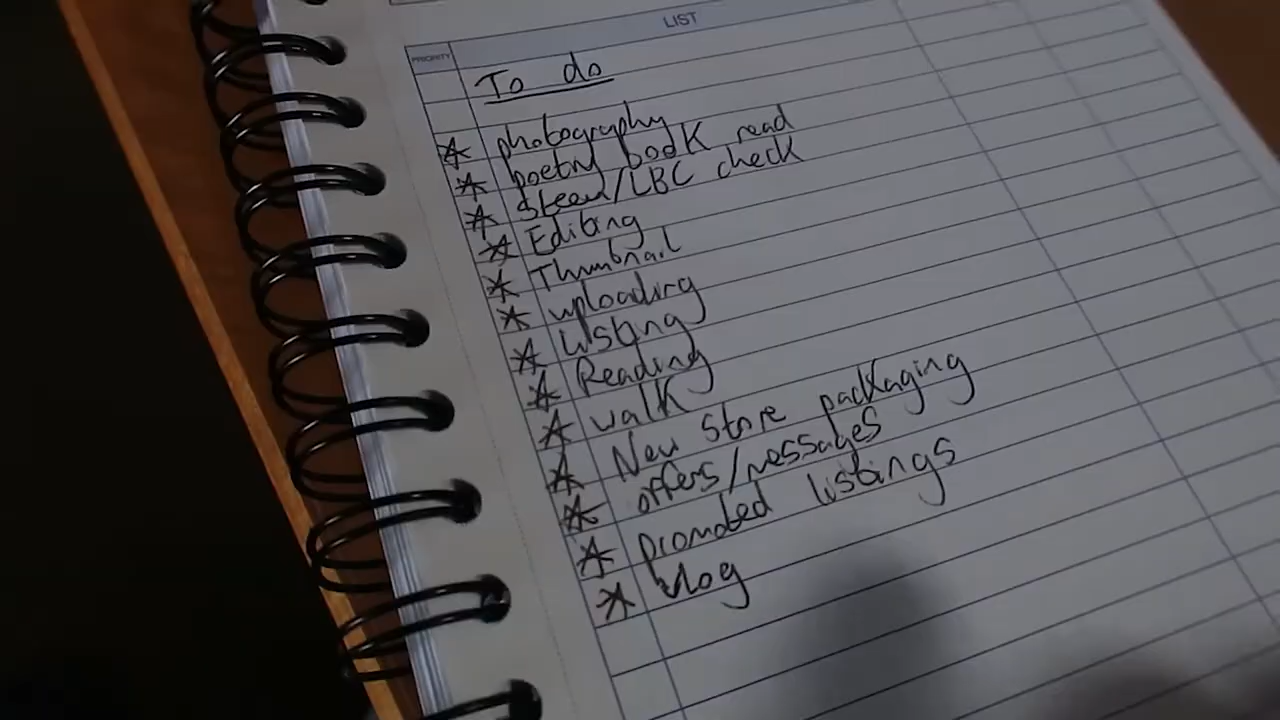 LIST
PRIORITY
To do
* photography
* poetry book read
* Steam/LBC check
* Editing
* Thumbnail
* uploading
* Listing
* Reading
* walk
* New Store packaging
* offers/messages
* promoted listings
* Vlog